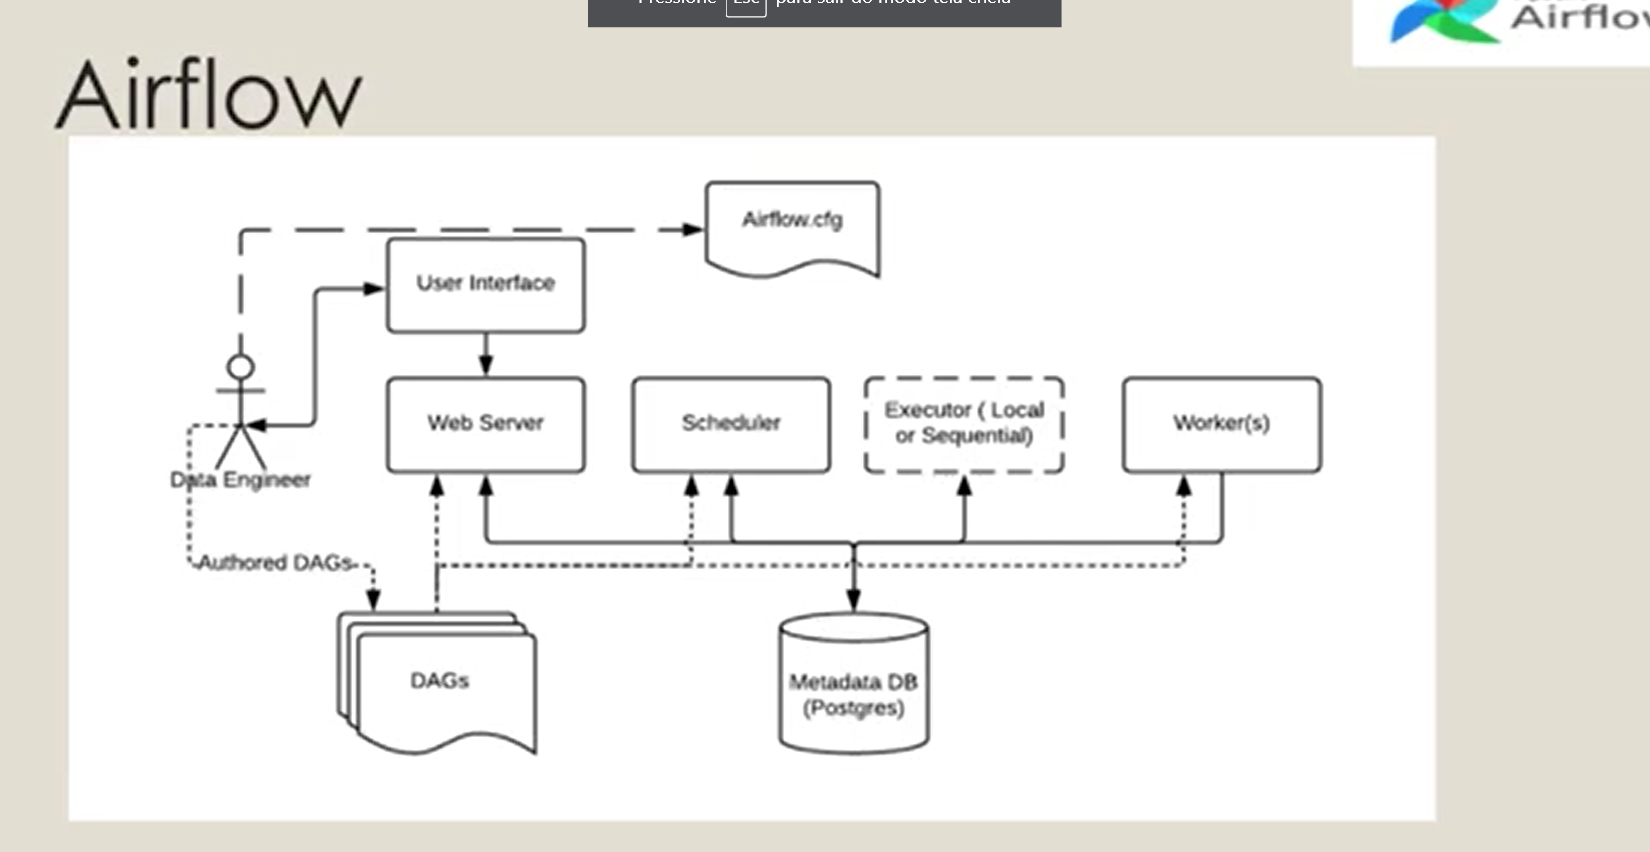 Pressione Esc para sair do modo tela cheia
Airflow
Airflow
Airflow.cfg
User Interface
Web Server
Scheduler
Executor ( Local
or Sequential)
Worker(s)
Data Engineer
Authored DAGs
DAGs
Metadata DB
(Postgres)